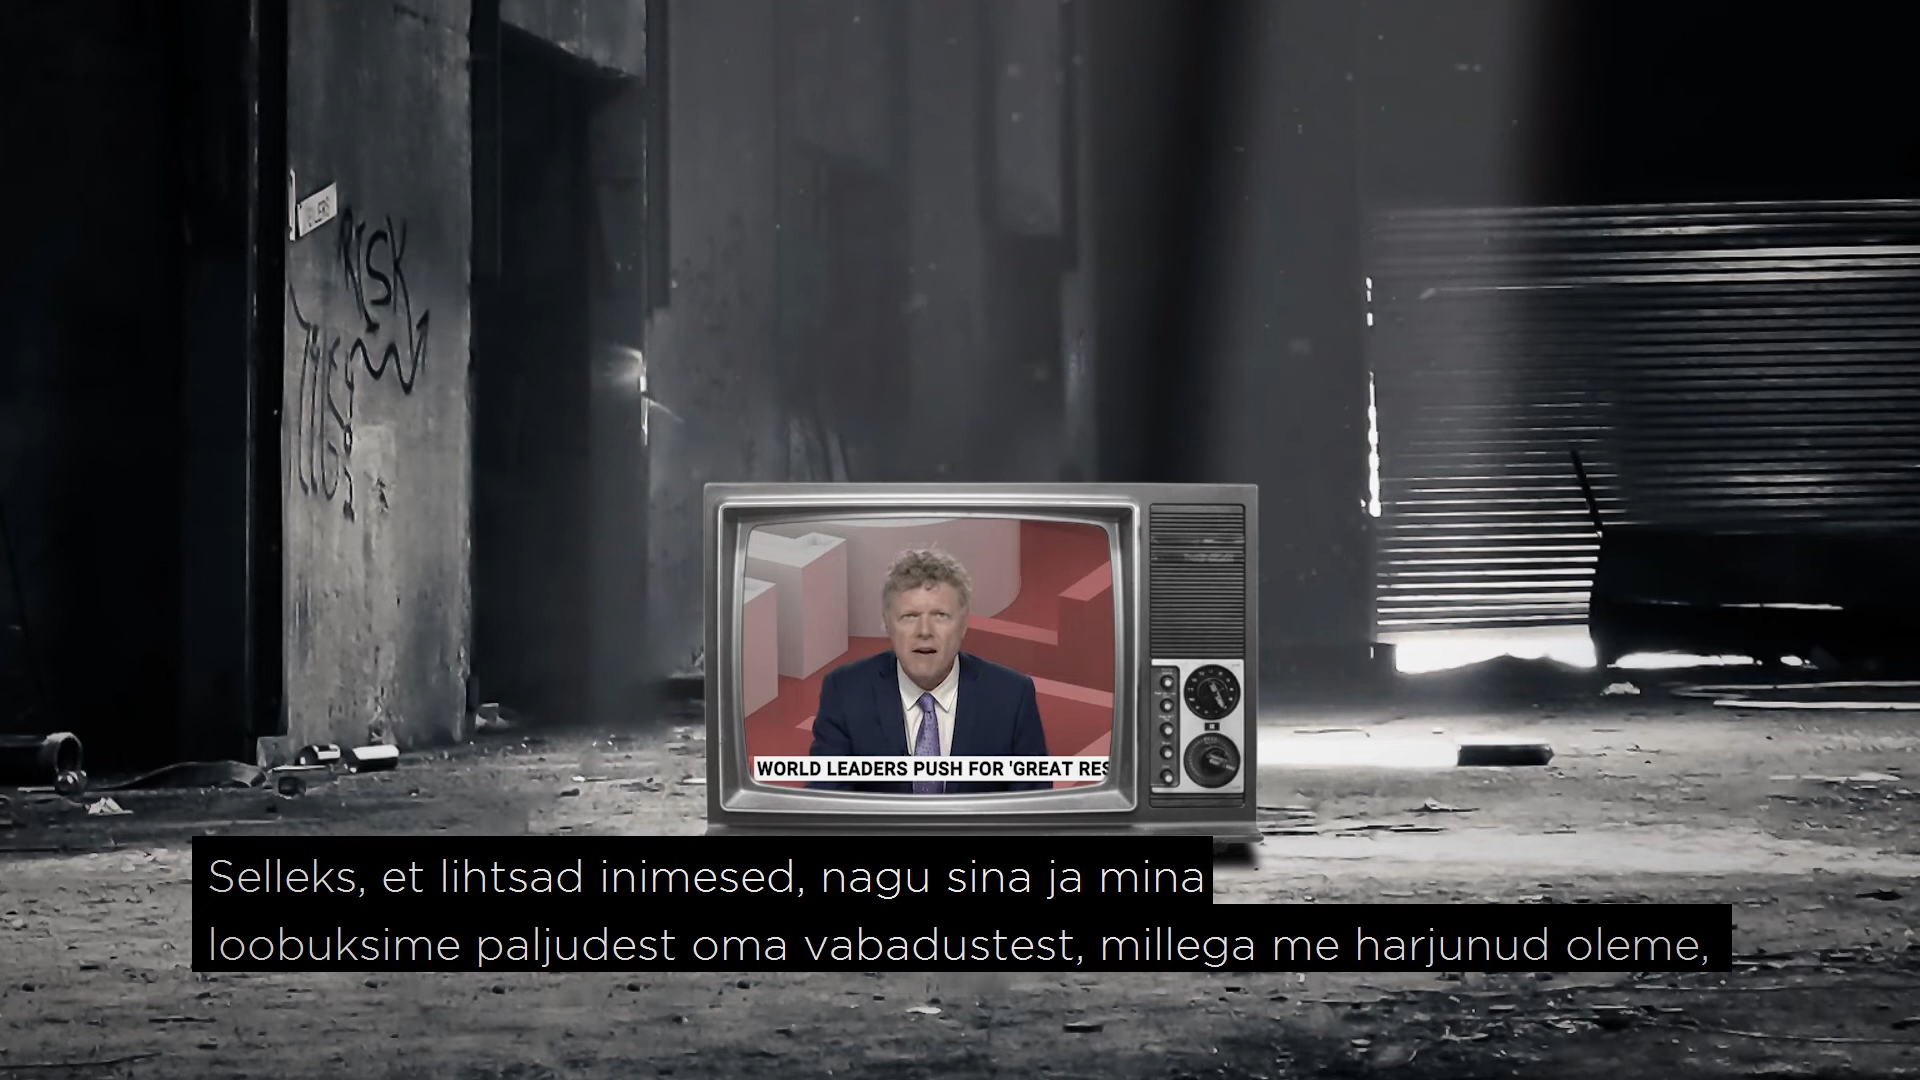 RISK
WORLD LEADERS PUSH FOR 'GREAT RES
Selleks, et lihtsad inimesed, nagu sina ja mina
loobuksime paljudest oma vabadustest, millega me harjunud oleme,